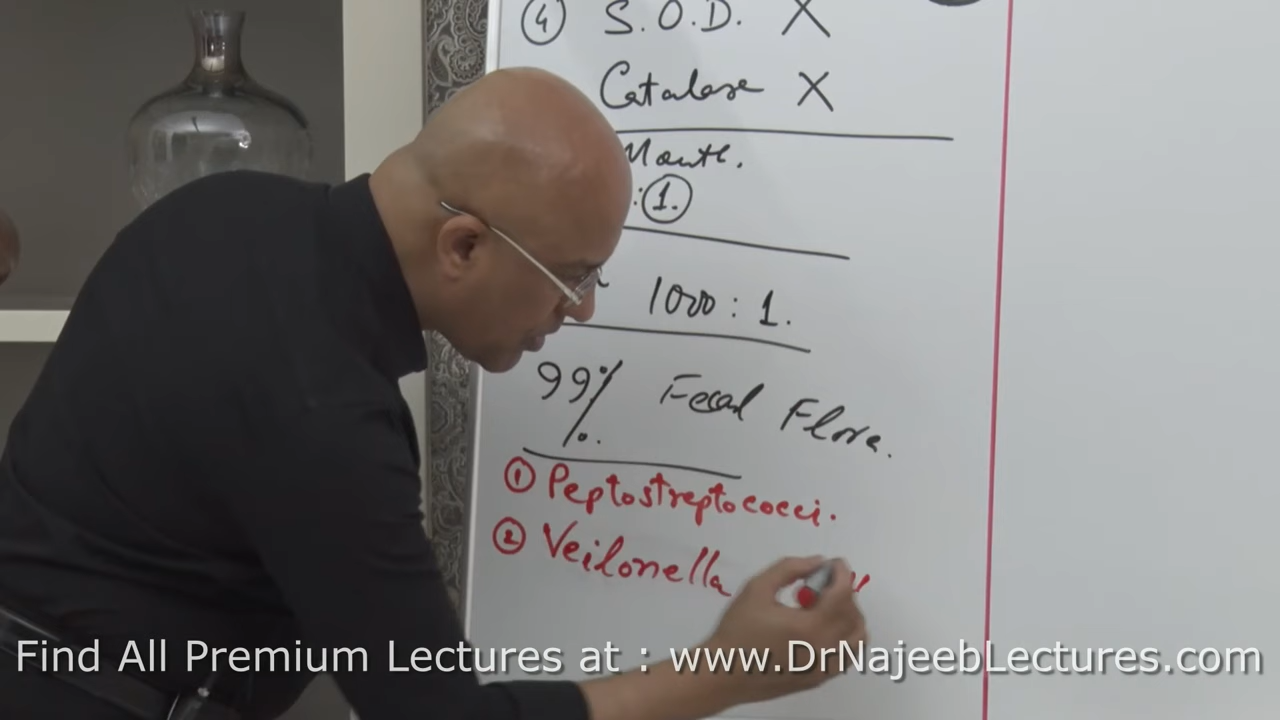 ④ S.O.D. X
Catalase X
Mouth.
:①.
1000 : 1.
99% Fecal Flora.
① Peptostreptococci.
② Veilonella
Find All Premium Lectures at : www.DrNajeebLectures.com